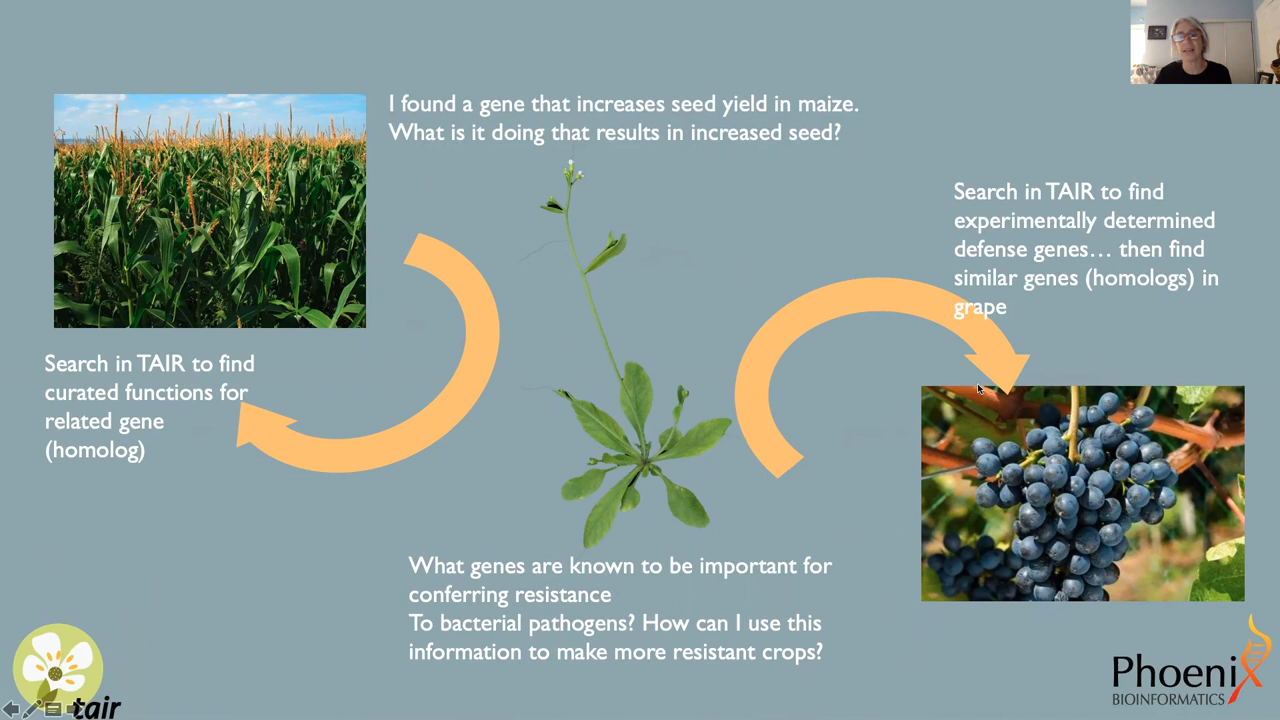 I found a gene that increases seed yield in maize.
What is it doing that results in increased seed?
Search in TAIR to find
experimentally determined
defense genes... then find
similar genes (homologs) in
grape
Search in TAIR to find
curated functions for
related gene
(homolog)
What genes are known to be important for
conferring resistance
To bacterial pathogens? How can I use this
information to make more resistant crops?
tair
Phoenix
BIOINFORMATICS